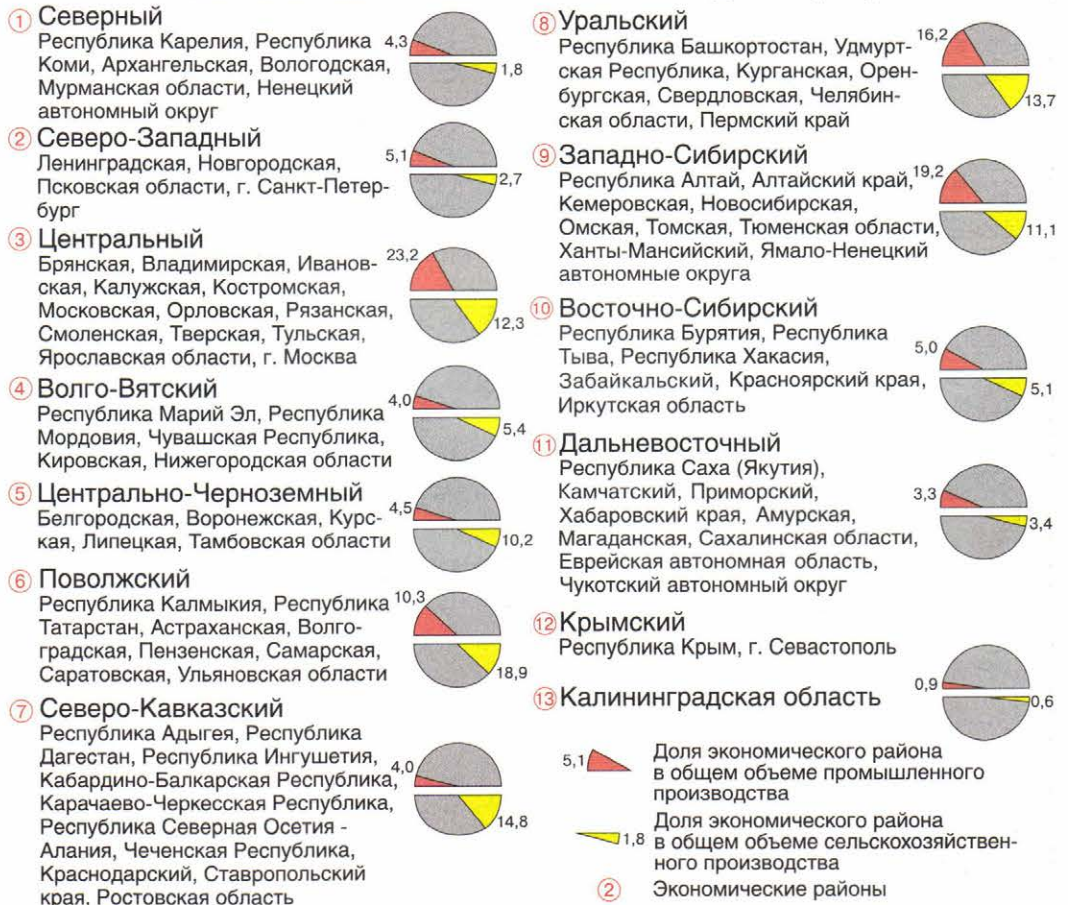 ① Северный
Республика Карелия, Республика
Коми, Архангельская, Вологодская,
Мурманская области, Ненецкий
автономный округ
4,3
1,8
② Северо-Западный
Ленинградская, Новгородская,
Псковская области, г. Санкт-Петер-
бург
5,1
2,7
③ Центральный
Брянская, Владимирская, Иванов-
ская, Калужская, Костромская,
Московская, Орловская, Рязанская,
Смоленская, Тверская, Тульская,
Ярославская области, г. Москва
23,2
12,3
④ Волго-Вятский
Республика Марий Эл, Республика
Мордовия, Чувашская Республика,
Кировская, Нижегородская области
4,0
5,4
⑤ Центрально-Черноземный
Белгородская, Воронежская, Курс-
кая, Липецкая, Тамбовская области
4,5
10,2
⑥ Поволжский
Республика Калмыкия, Республика
Татарстан, Астраханская, Волго-
градская, Пензенская, Самарская,
Саратовская, Ульяновская области
10,3
18,9
⑦ Северо-Кавказский
Республика Адыгея, Республика
Дагестан, Республика Ингушетия,
Кабардино-Балкарская Республика,
Карачаево-Черкесская Республика,
Республика Северная Осетия -
Алания, Чеченская Республика,
Краснодарский, Ставропольский
края, Ростовская область
4,0
14,8
⑧ Уральский
Республика Башкортостан, Удмурт-
ская Республика, Курганская, Орен-
бургская, Свердловская, Челябин-
ская области, Пермский край
16,2
13,7
⑨ Западно-Сибирский
Республика Алтай, Алтайский край,
Кемеровская, Новосибирская,
Омская, Томская, Тюменская области,
Ханты-Мансийский, Ямало-Ненецкий
автономные округа
19,2
11,1
⑩ Восточно-Сибирский
Республика Бурятия, Республика
Тыва, Республика Хакасия,
Забайкальский, Красноярский края,
Иркутская область
5,0
5,1
⑪ Дальневосточный
Республика Саха (Якутия),
Камчатский, Приморский,
Хабаровский края, Амурская,
Магаданская, Сахалинская области,
Еврейская автономная область,
Чукотский автономный округ
3,3
3,4
⑫ Крымский
Республика Крым, г. Севастополь
⑬ Калининградская область
0,9
0,6
5,1 Доля экономического района
в общем объеме промышленного
производства
1,8 Доля экономического района
в общем объеме сельскохозяйствен-
ного производства
② Экономические районы